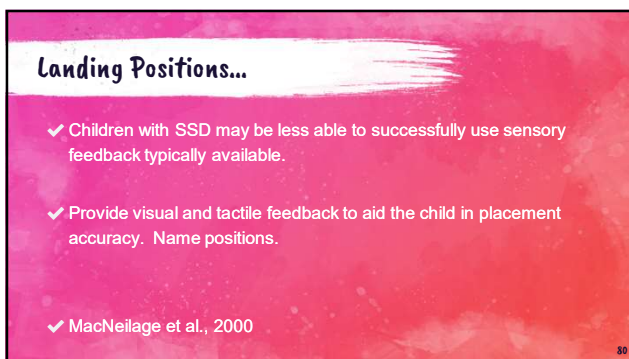 Landing Positions...
✔ Children with SSD may be less able to successfully use sensory
feedback typically available.
✔ Provide visual and tactile feedback to aid the child in placement
accuracy.  Name positions.
✔ MacNeilage et al., 2000
80